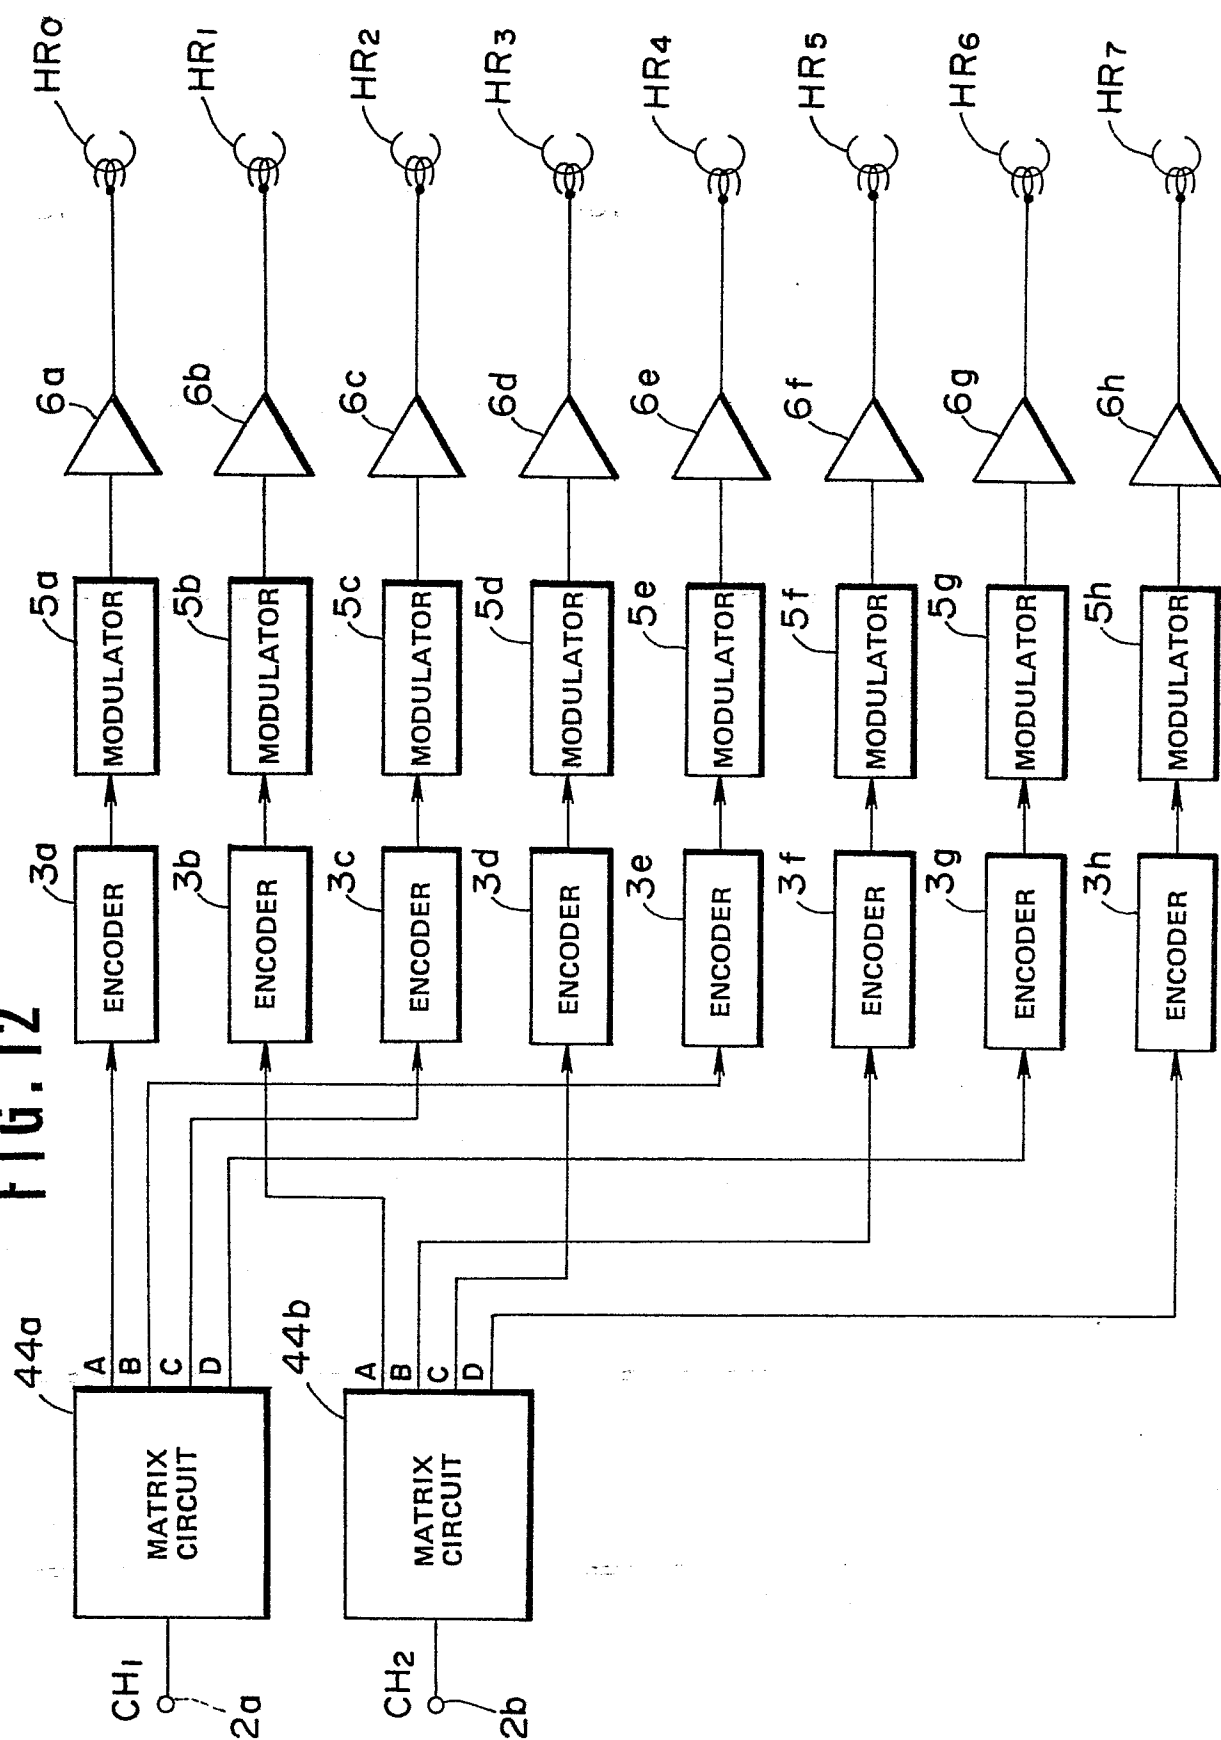 FIG. 12
CH1
2a
MATRIX
CIRCUIT
44a
A
B
C
D
CH2
2b
MATRIX
CIRCUIT
44b
A
B
C
D
ENCODER
3a
MODULATOR
5a
6a
HR0
ENCODER
3b
MODULATOR
5b
6b
HR1
ENCODER
3c
MODULATOR
5c
6c
HR2
ENCODER
3d
MODULATOR
5d
6d
HR3
ENCODER
3e
MODULATOR
5e
6e
HR4
ENCODER
3f
MODULATOR
5f
6f
HR5
ENCODER
3g
MODULATOR
5g
6g
HR6
ENCODER
3h
MODULATOR
5h
6h
HR7